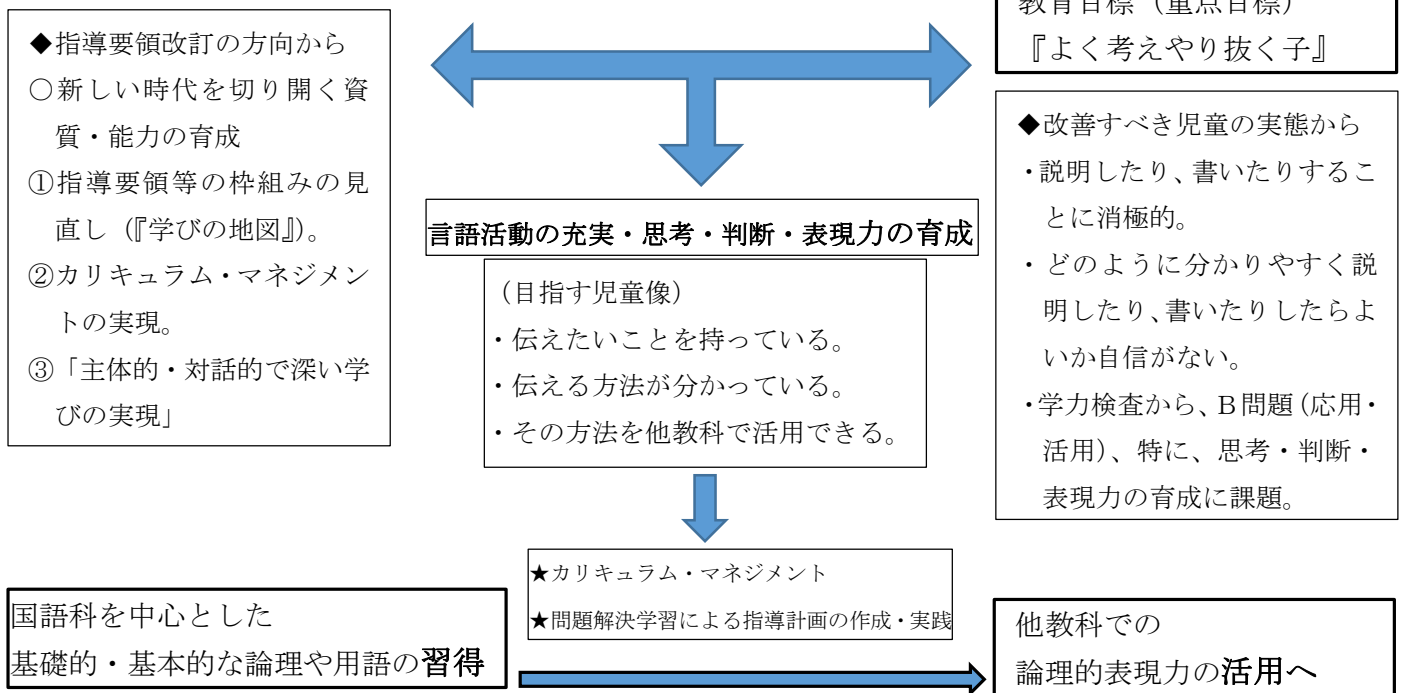 ◆指導要領改訂の方向から
○新しい時代を切り開く資
質・能力の育成
①指導要領等の枠組みの見
直し（『学びの地図』）。
②カリキュラム・マネジメン
トの実現。
③「主体的・対話的で深い学
びの実現」
教育目標（重点目標）
『よく考えやり抜く子』
◆改善すべき児童の実態から
・説明したり、書いたりするこ
とに消極的。
・どのように分かりやすく説
明したり、書いたりしたらよ
いか自信がない。
・学力検査から、B問題（応用・
活用）、特に、思考・判断・
表現力の育成に課題。
言語活動の充実・思考・判断・表現力の育成
（目指す児童像）
・伝えたいことを持っている。
・伝える方法が分かっている。
・その方法を他教科で活用できる。
★カリキュラム・マネジメント
★問題解決学習による指導計画の作成・実践
国語科を中心とした
基礎的・基本的な論理や用語の習得
他教科での
論理的表現力の活用へ